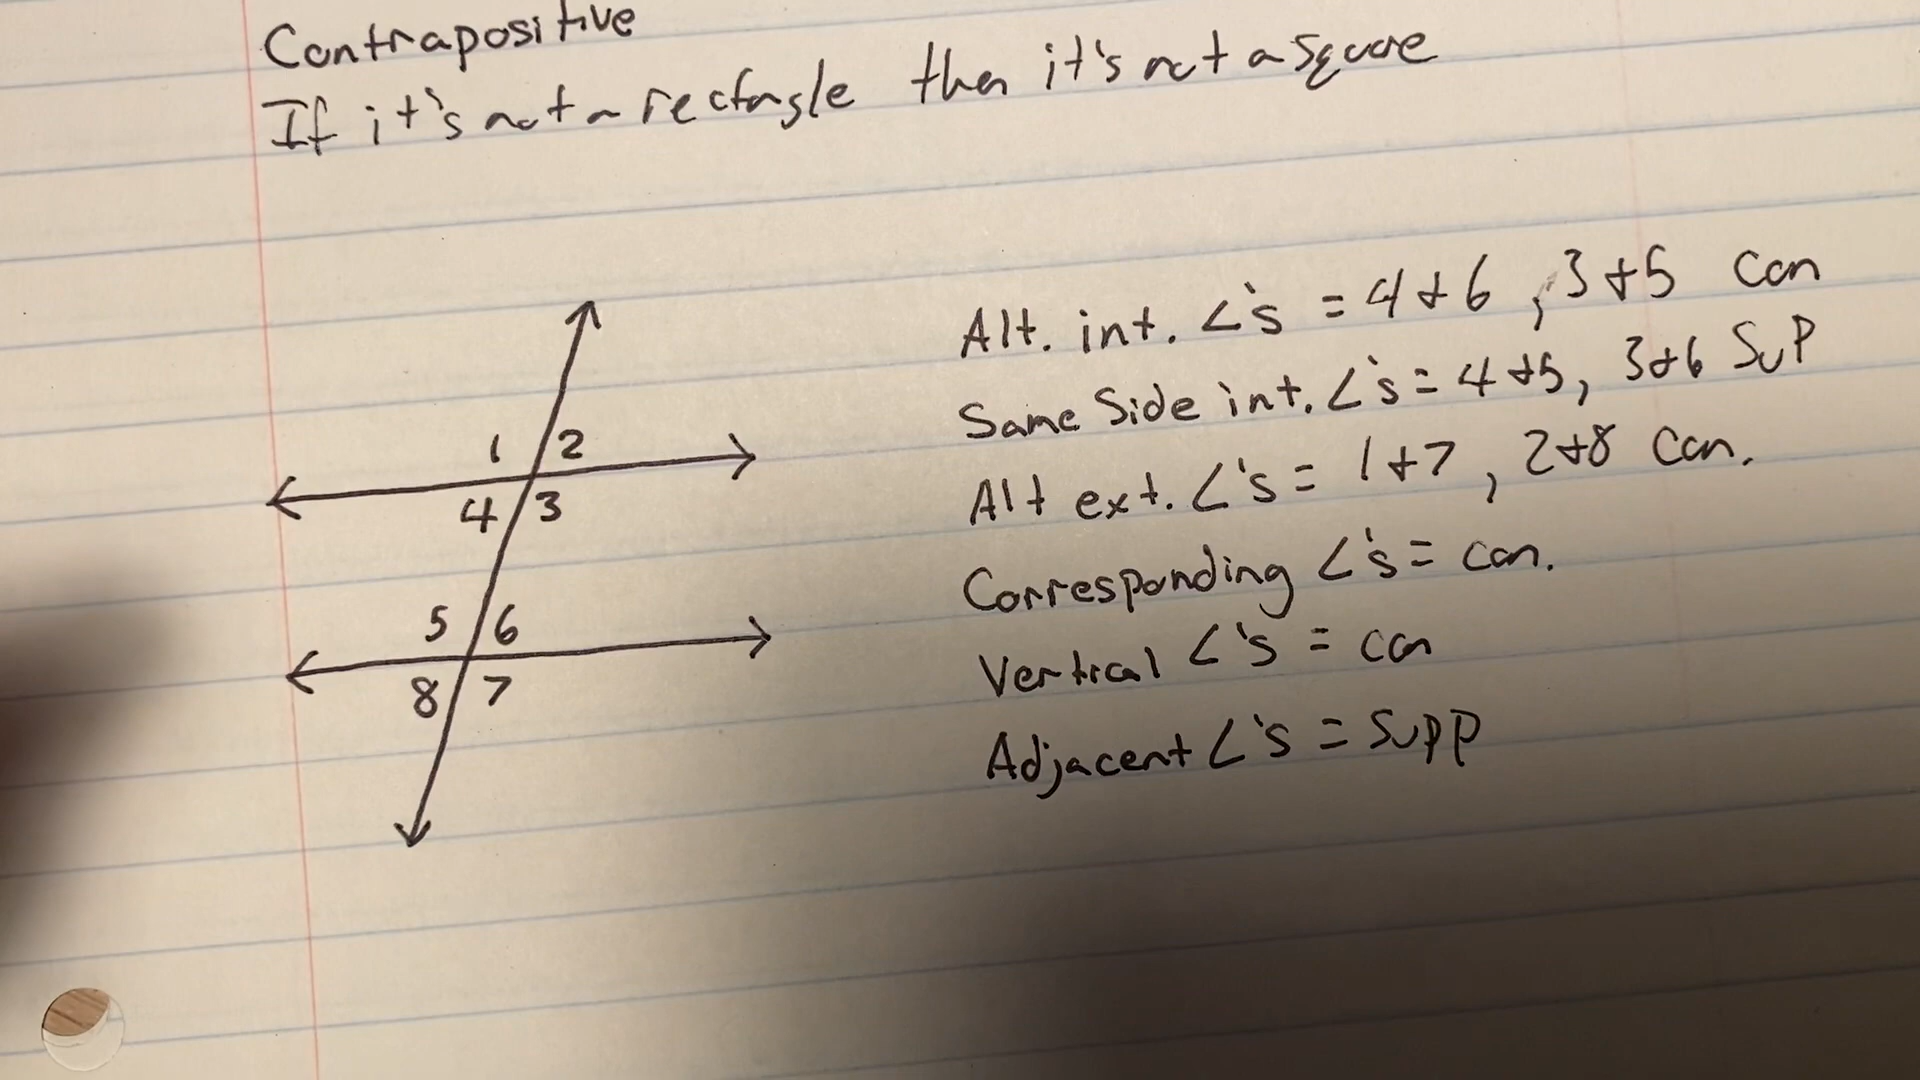 Contrapositive
If it's not a rectangle then it's not a square
Alt. int. ∠'s = 4 + 6, 3 + 5 con
Same Side int. ∠'s = 4 + 5, 3 + 6 Sup
Alt ext. ∠'s = 1 + 7, 2 + 8 con.
Corresponding ∠'s = con.
Vertical ∠'s = con
Adjacent ∠'s = Supp
1 2
4 3
5 6
8 7